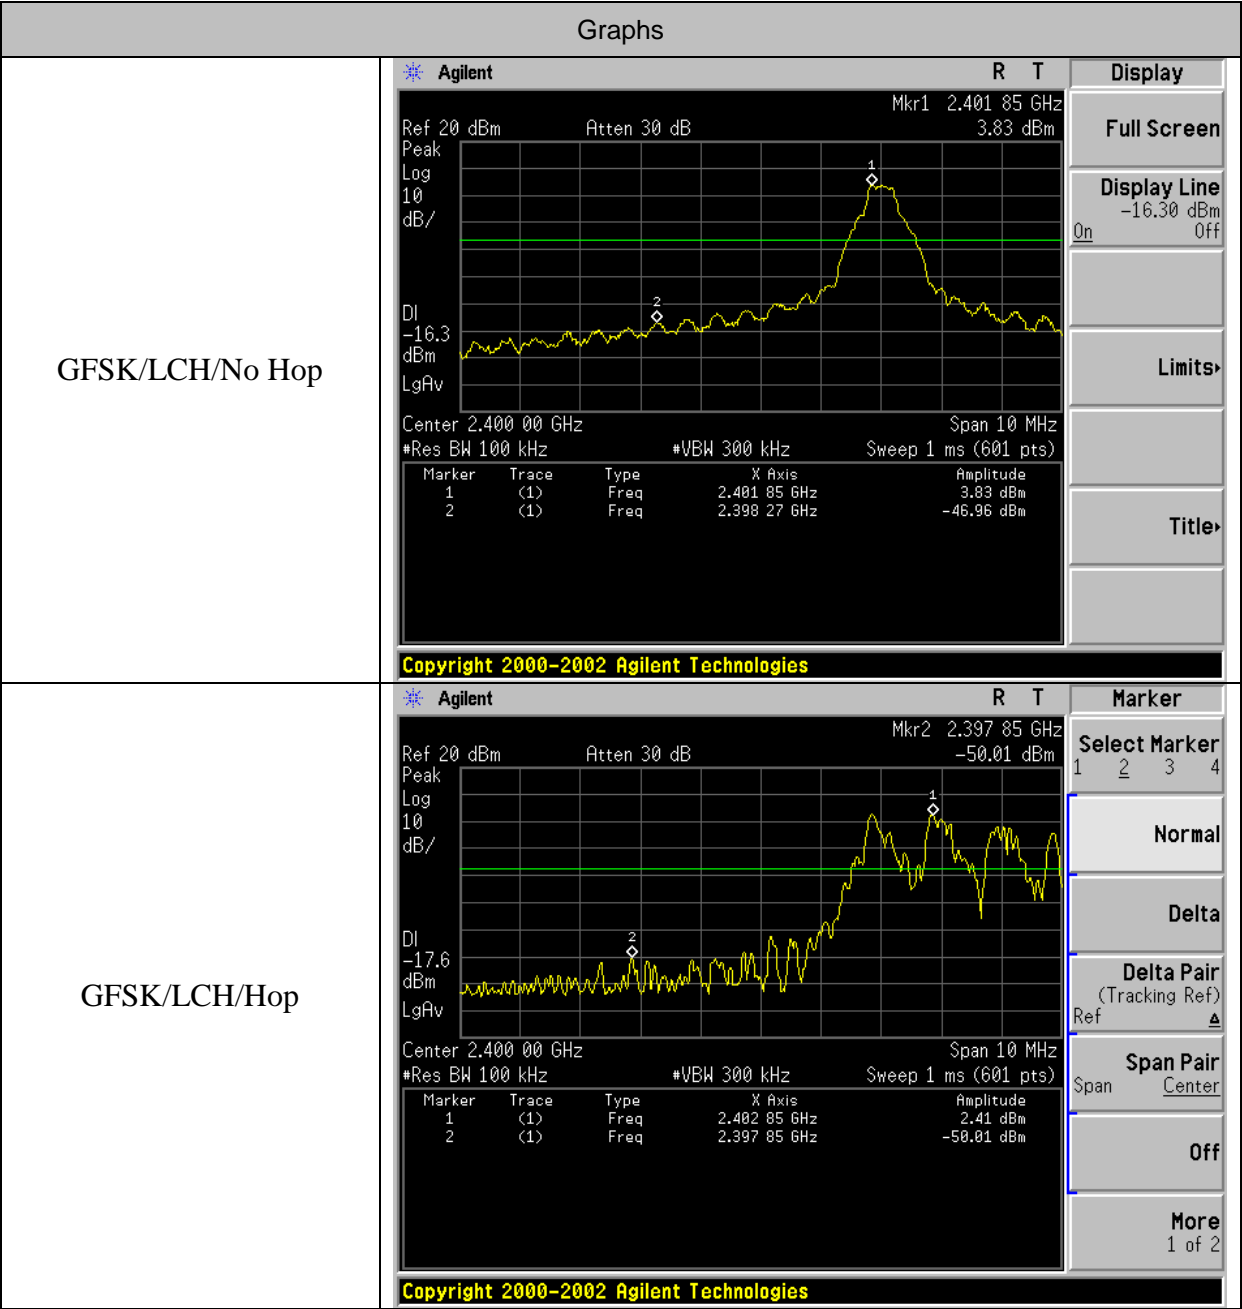 Graphs
GFSK/LCH/No Hop
Agilent R T
Mkr1 2.401 85 GHz
Ref 20 dBm Atten 30 dB 3.83 dBm
Peak
Log
10
dB/
1
2
DI
-16.3
dBm
LgAv
Center 2.400 00 GHz Span 10 MHz
#Res BW 100 kHz #VBW 300 kHz Sweep 1 ms (601 pts)
Marker Trace Type X Axis Amplitude
1 (1) Freq 2.401 85 GHz 3.83 dBm
2 (1) Freq 2.398 27 GHz -46.96 dBm
Copyright 2000-2002 Agilent Technologies
Display
Full Screen
Display Line
-16.30 dBm
On Off
Limits▸
Title▸
GFSK/LCH/Hop
Agilent R T
Mkr2 2.397 85 GHz
Ref 20 dBm Atten 30 dB -50.01 dBm
Peak
Log
10
dB/
1
2
DI
-17.6
dBm
LgAv
Center 2.400 00 GHz Span 10 MHz
#Res BW 100 kHz #VBW 300 kHz Sweep 1 ms (601 pts)
Marker Trace Type X Axis Amplitude
1 (1) Freq 2.402 85 GHz 2.41 dBm
2 (1) Freq 2.397 85 GHz -50.01 dBm
Copyright 2000-2002 Agilent Technologies
Marker
Select Marker
1 2 3 4
Normal
Delta
Delta Pair
(Tracking Ref)
Ref Δ
Span Pair
Span Center
Off
More
1 of 2